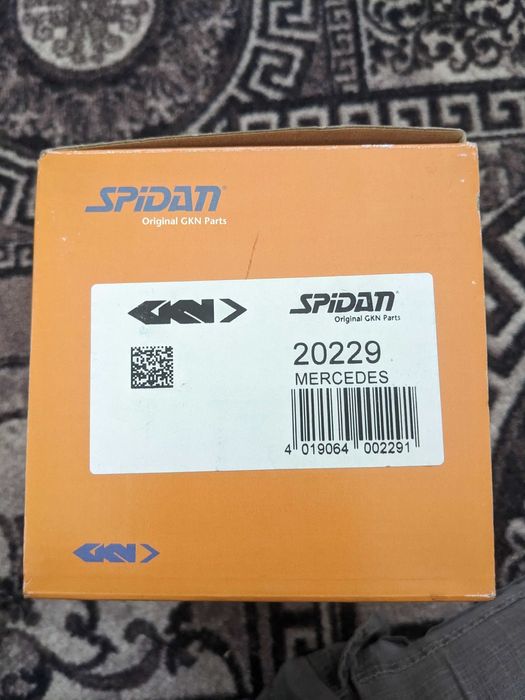 SPiDAN®
Original GKN Parts
GKN
SPiDAN®
Original GKN Parts
20229
MERCEDES
4 019064 002291
GKN